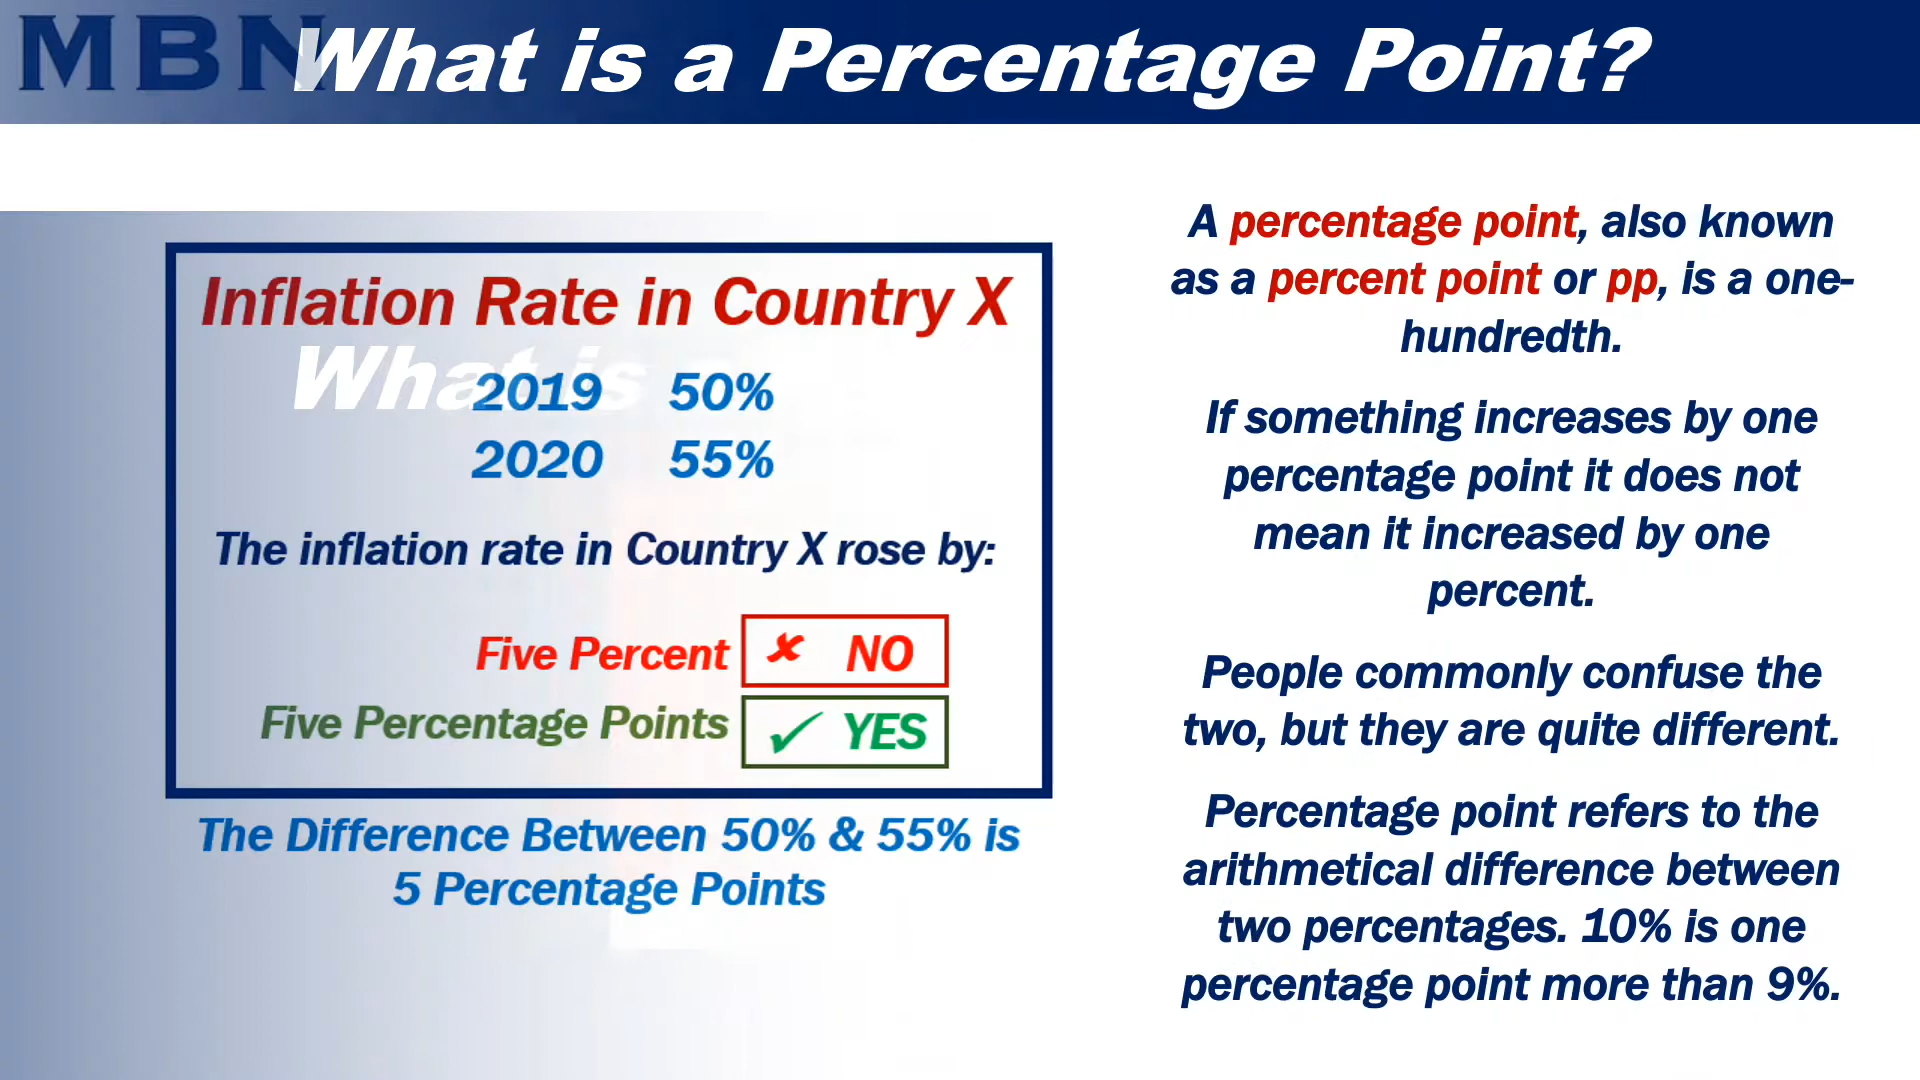 MBN
What is a Percentage Point?
Inflation Rate in Country X
What is
2019 50%
2020 55%
The inflation rate in Country X rose by:
Five Percent ✘ NO
Five Percentage Points ✓ YES
The Difference Between 50% & 55% is
5 Percentage Points
A percentage point, also known
as a percent point or pp, is a one-
hundredth.
If something increases by one
percentage point it does not
mean it increased by one
percent.
People commonly confuse the
two, but they are quite different.
Percentage point refers to the
arithmetical difference between
two percentages. 10% is one
percentage point more than 9%.